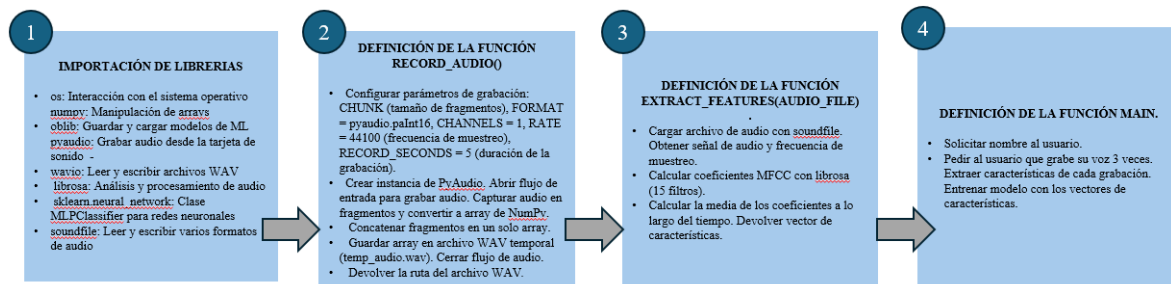 1
IMPORTACIÓN DE LIBRERIAS
• os: Interacción con el sistema operativo
numpy: Manipulación de arrays
• oblib: Guardar y cargar modelos de ML
pyaudio: Grabar audio desde la tarjeta de
sonido -
• wavio: Leer y escribir archivos WAV
• librosa: Análisis y procesamiento de audio
• sklearn.neural_network: Clase
MLPClassifier para redes neuronales
• soundfile: Leer y escribir varios formatos
de audio
2
DEFINICIÓN DE LA FUNCIÓN
RECORD_AUDIO()
• Configurar parámetros de grabación:
CHUNK (tamaño de fragmentos), FORMAT
= pyaudio.paInt16, CHANNELS = 1, RATE
= 44100 (frecuencia de muestreo),
RECORD_SECONDS = 5 (duración de la
grabación).
• Crear instancia de PyAudio. Abrir flujo de
entrada para grabar audio. Capturar audio en
fragmentos y convertir a array de NumPy.
• Concatenar fragmentos en un solo array.
• Guardar array en archivo WAV temporal
(temp_audio.wav). Cerrar flujo de audio.
• Devolver la ruta del archivo WAV.
3
DEFINICIÓN DE LA FUNCIÓN
EXTRACT_FEATURES(AUDIO_FILE)
.
• Cargar archivo de audio con soundfile.
Obtener señal de audio y frecuencia de
muestreo.
• Calcular coeficientes MFCC con librosa
(15 filtros).
• Calcular la media de los coeficientes a lo
largo del tiempo. Devolver vector de
características.
4
DEFINICIÓN DE LA FUNCIÓN MAIN.
• Solicitar nombre al usuario.
• Pedir al usuario que grabe su voz 3 veces.
Extraer características de cada grabación.
Entrenar modelo con los vectores de
características.